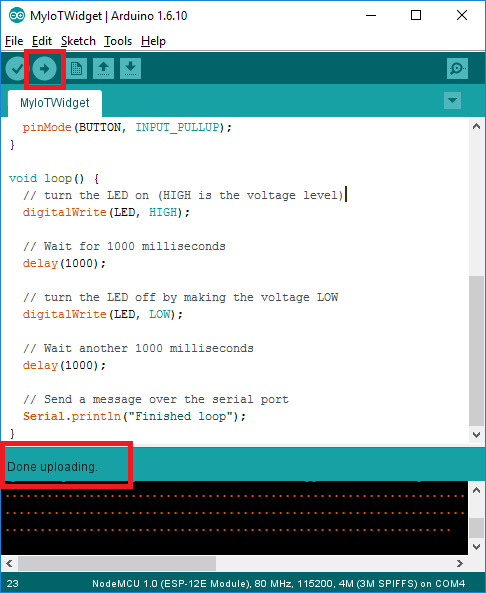 MyIoTWidget | Arduino 1.6.10
File Edit Sketch Tools Help
MyIoTWidget
pinMode(BUTTON, INPUT_PULLUP);
}
void loop() {
// turn the LED on (HIGH is the voltage level)
digitalWrite(LED, HIGH);
// Wait for 1000 milliseconds
delay(1000);
// turn the LED off by making the voltage LOW
digitalWrite(LED, LOW);
// Wait another 1000 milliseconds
delay(1000);
// Send a message over the serial port
Serial.println("Finished loop");
}
Done uploading.
23 NodeMCU 1.0 (ESP-12E Module), 80 MHz, 115200, 4M (3M SPIFFS) on COM4